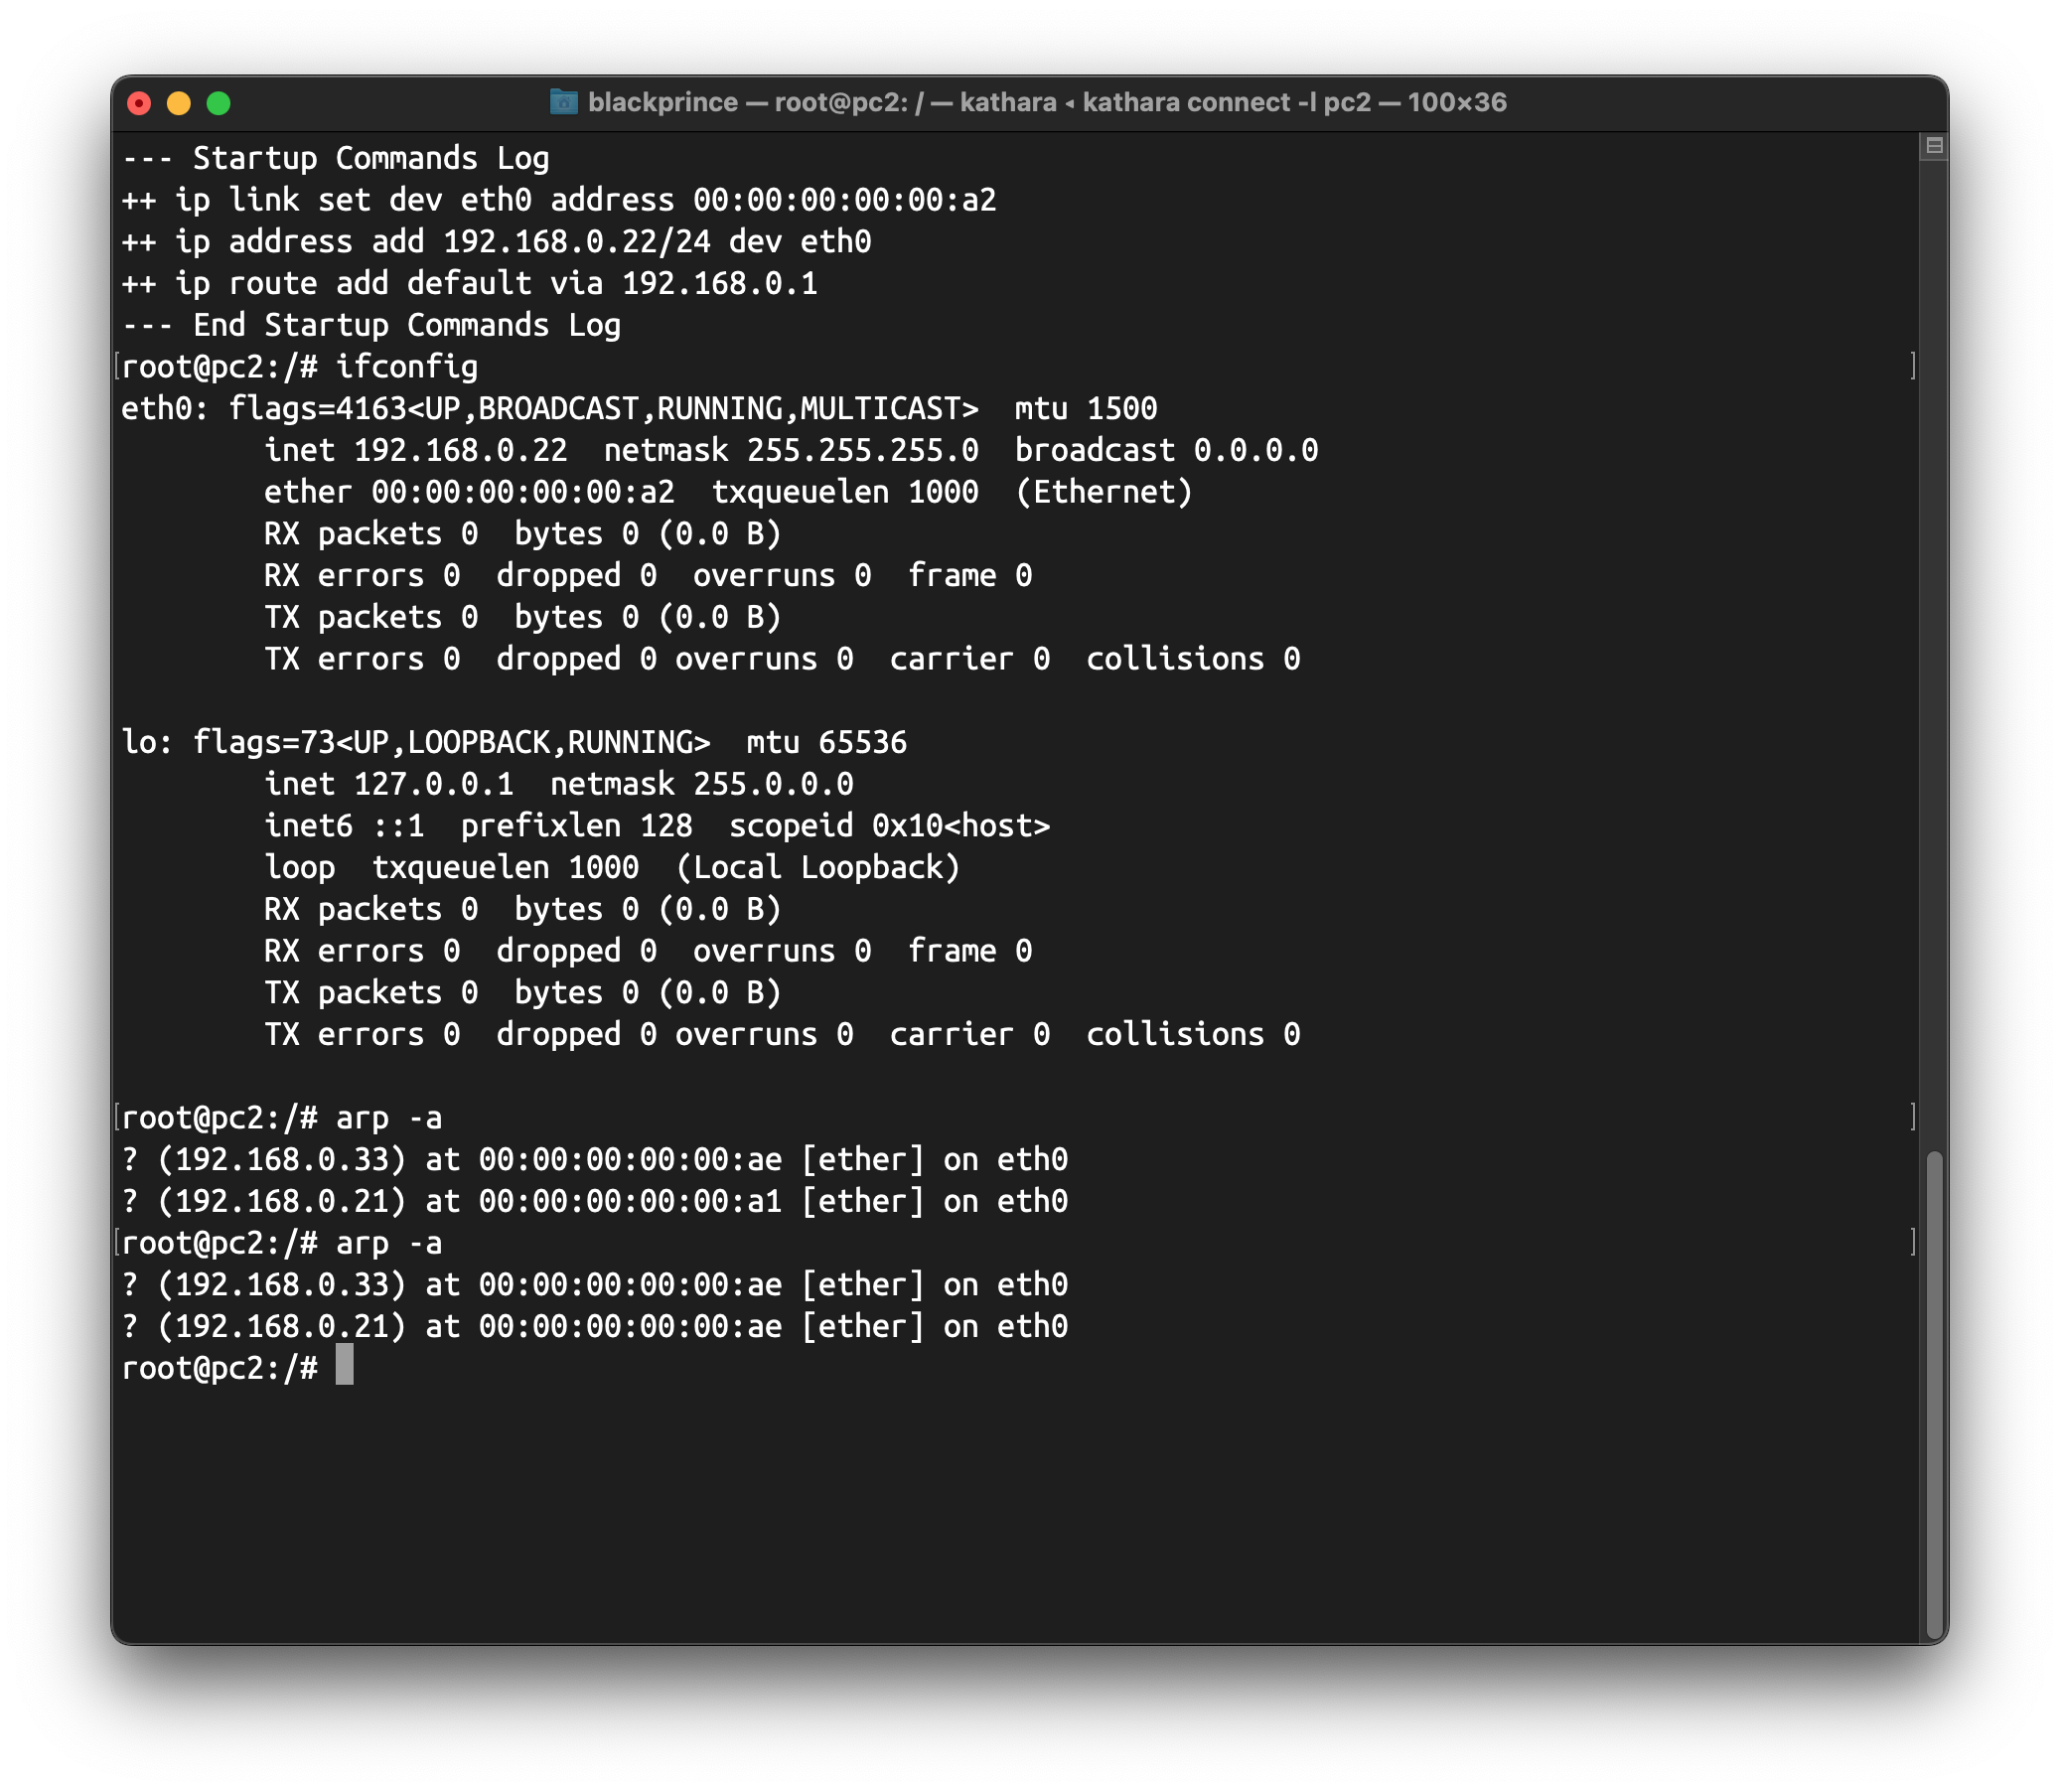 blackprince — root@pc2: / — kathara ◂ kathara connect -l pc2 — 100×36
--- Startup Commands Log
++ ip link set dev eth0 address 00:00:00:00:00:a2
++ ip address add 192.168.0.22/24 dev eth0
++ ip route add default via 192.168.0.1
--- End Startup Commands Log
[root@pc2:/# ifconfig ]
eth0: flags=4163<UP,BROADCAST,RUNNING,MULTICAST>  mtu 1500
        inet 192.168.0.22  netmask 255.255.255.0  broadcast 0.0.0.0
        ether 00:00:00:00:00:a2  txqueuelen 1000  (Ethernet)
        RX packets 0  bytes 0 (0.0 B)
        RX errors 0  dropped 0  overruns 0  frame 0
        TX packets 0  bytes 0 (0.0 B)
        TX errors 0  dropped 0 overruns 0  carrier 0  collisions 0
lo: flags=73<UP,LOOPBACK,RUNNING>  mtu 65536
        inet 127.0.0.1  netmask 255.0.0.0
        inet6 ::1  prefixlen 128  scopeid 0x10<host>
        loop  txqueuelen 1000  (Local Loopback)
        RX packets 0  bytes 0 (0.0 B)
        RX errors 0  dropped 0  overruns 0  frame 0
        TX packets 0  bytes 0 (0.0 B)
        TX errors 0  dropped 0 overruns 0  carrier 0  collisions 0
[root@pc2:/# arp -a ]
? (192.168.0.33) at 00:00:00:00:00:ae [ether] on eth0
? (192.168.0.21) at 00:00:00:00:00:a1 [ether] on eth0
[root@pc2:/# arp -a ]
? (192.168.0.33) at 00:00:00:00:00:ae [ether] on eth0
? (192.168.0.21) at 00:00:00:00:00:ae [ether] on eth0
root@pc2:/#